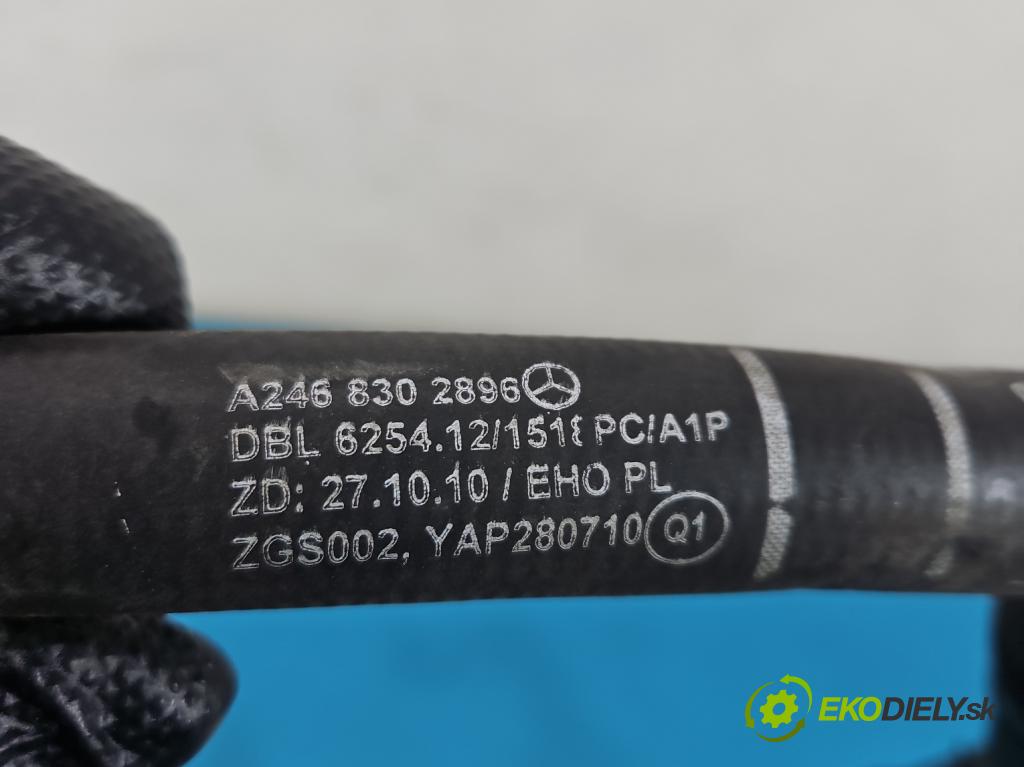 A246 830 2896
DBL 6254.12/1518 PC/A1P
ZD: 27.10.10 / EHO PL
ZGS002, YAP280710 Q1
EKODIELY.sk